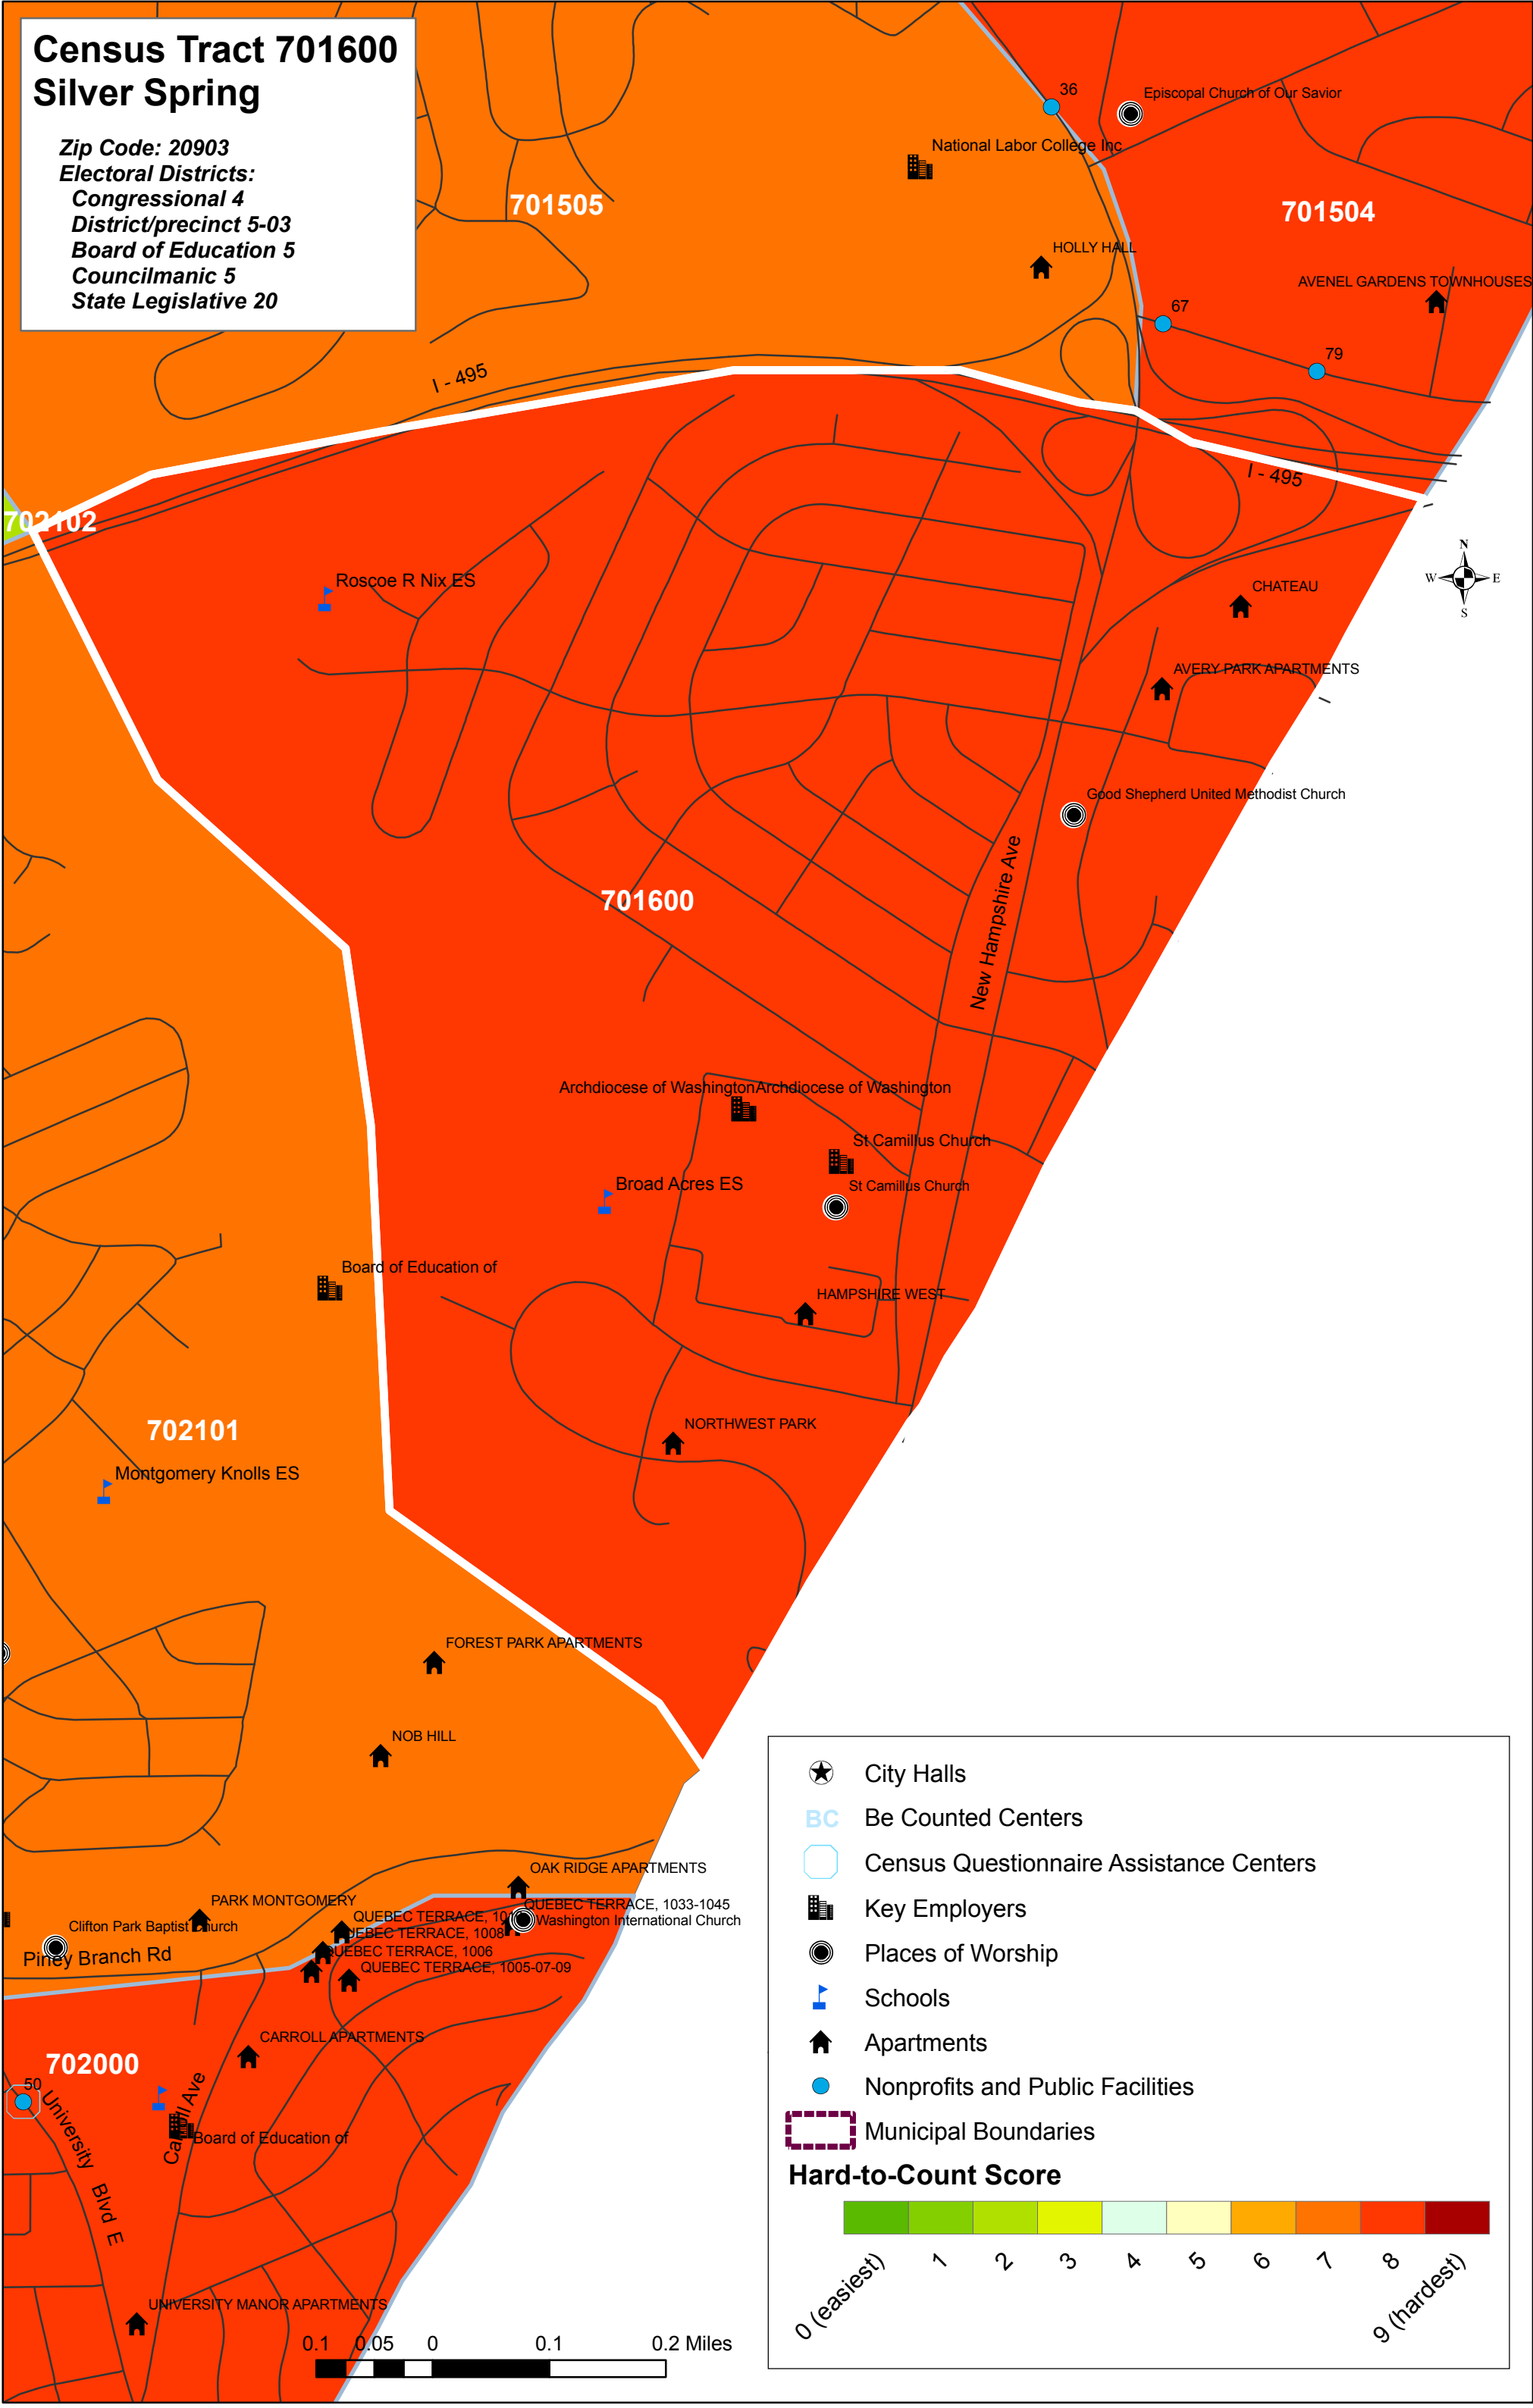 Census Tract 701600
Silver Spring
Zip Code: 20903
Electoral Districts:
Congressional 4
District/precinct 5-03
Board of Education 5
Councilmanic 5
State Legislative 20
36
Episcopal Church of Our Savior
National Labor College Inc
701505
701504
HOLLY HALL
AVENEL GARDENS TOWNHOUSES
67
79
I - 495
I - 495
702102
N
W E
S
Roscoe R Nix ES
CHATEAU
AVERY PARK APARTMENTS
Good Shepherd United Methodist Church
New Hampshire Ave
701600
Archdiocese of Washington Archdiocese of Washington
St Camillus Church
Broad Acres ES
St Camillus Church
Board of Education of
HAMPSHIRE WEST
NORTHWEST PARK
702101
Montgomery Knolls ES
FOREST PARK APARTMENTS
NOB HILL
OAK RIDGE APARTMENTS
PARK MONTGOMERY
QUEBEC TERRACE, 1033-1045
QUEBEC TERRACE,
Washington International Church
Clifton Park Baptist Church
QUEBEC TERRACE, 1008
QUEBEC TERRACE, 1006
Piney Branch Rd
QUEBEC TERRACE, 1005-07-09
CARROLL APARTMENTS
702000
50
University Blvd E
Ave
Board of Education of
UNIVERSITY MANOR APARTMENTS
0.1 0.05 0 0.1 0.2 Miles
City Halls
BC Be Counted Centers
Census Questionnaire Assistance Centers
Key Employers
Places of Worship
Schools
Apartments
Nonprofits and Public Facilities
Municipal Boundaries
Hard-to-Count Score
0 (easiest) 1 2 3 4 5 6 7 8 9 (hardest)